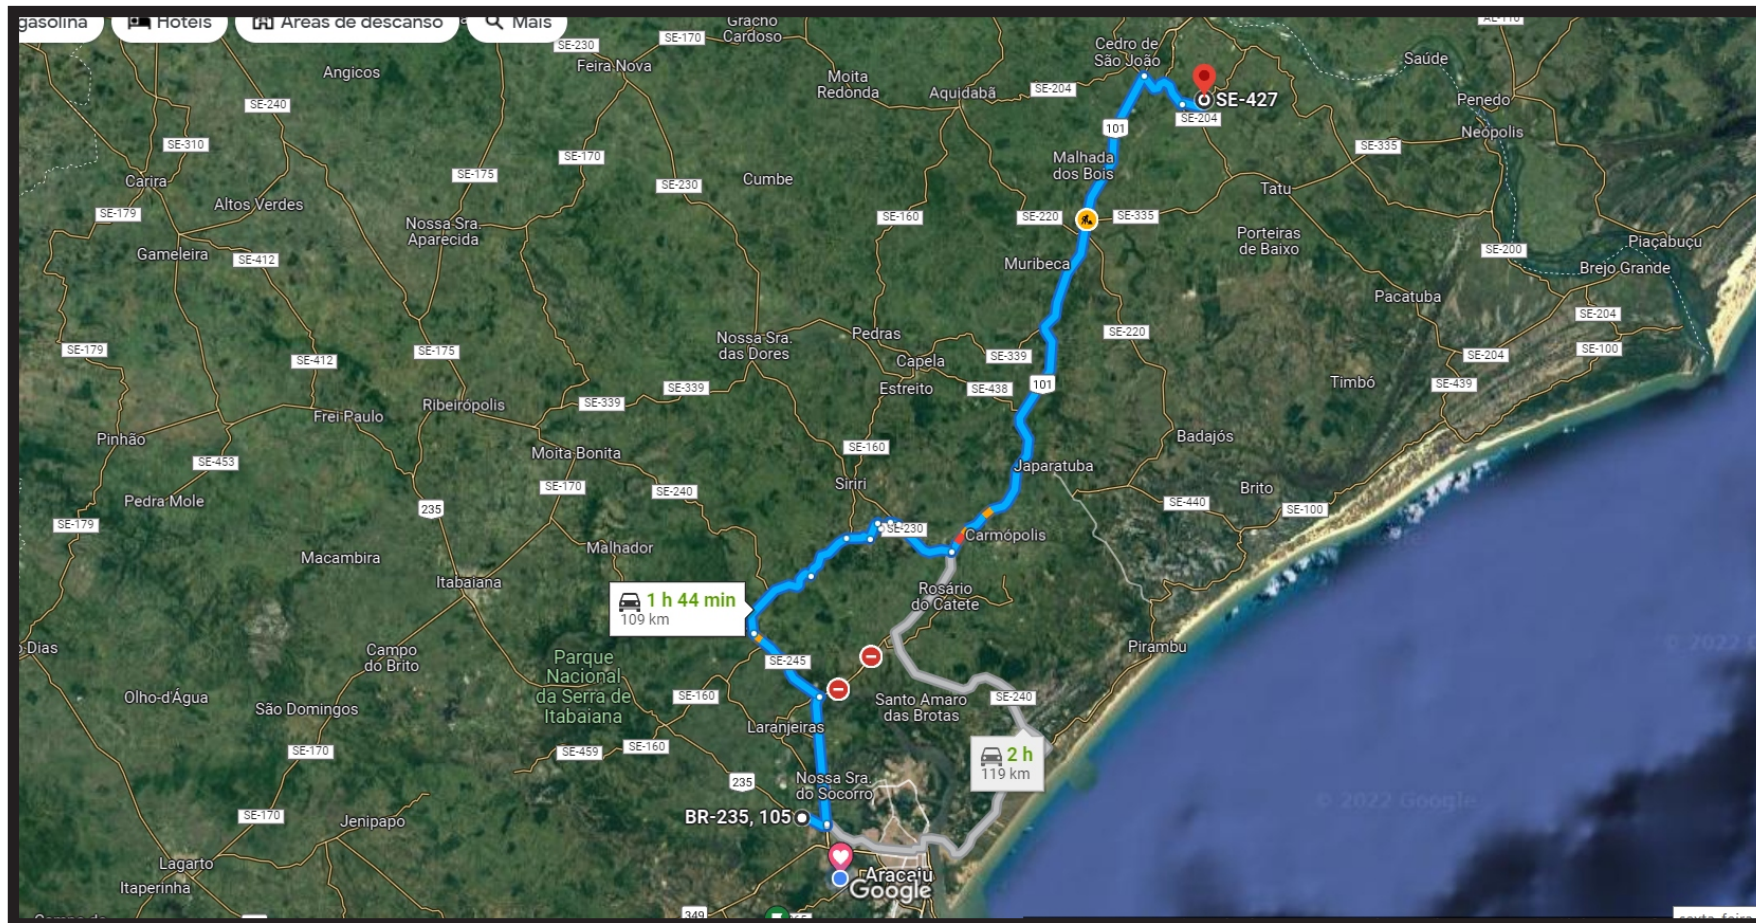 gasolina
Hotéis
Áreas de descanso
Mais
Gracho
Cardoso
SE-170
SE-230
Feira Nova
Angicos
Moita
Redonda
Aquidabã
SE-204
Cedro de
São João
SE-427
SE-204
Saúde
Penedo
Neópolis
SE-240
SE-310
SE-170
SE-175
SE-230
Cumbe
Malhada
dos Bois
101
SE-335
Tatu
Carira
SE-179
Altos Verdes
Nossa Sra.
Aparecida
SE-160
SE-220
SE-335
Porteiras
de Baixo
Gameleira
SE-412
Muribeca
SE-200
Piaçabuçu
Brejo Grande
Pacatuba
SE-204
SE-179
SE-412
SE-175
Nossa Sra.
das Dores
Pedras
Capela
SE-339
SE-220
SE-204
SE-100
Estreito
SE-438
101
Timbó
SE-439
SE-339
SE-339
Ribeirópolis
Frei Paulo
Pinhão
SE-453
Moita Bonita
SE-160
Badajós
Japaratuba
Siriri
SE-170
SE-240
Pedra Mole
235
SE-179
SE-440
Brito
SE-100
SE-230
Carmópolis
Macambira
Malhador
Itabaiana
1 h 44 min
109 km
Rosário
do Catete
Pirambu
Dias
Campo
do Brito
Parque
Nacional
da Serra de
Itabaiana
SE-245
SE-160
Santo Amaro
das Brotas
SE-240
Olho-d'Água
São Domingos
Laranjeiras
SE-170
SE-459
SE-160
2 h
119 km
235
Nossa Sra.
do Socorro
© 2022 Google
BR-235, 105
SE-170
Jenipapo
Lagarto
Itaperinha
Aracaju
Google
349